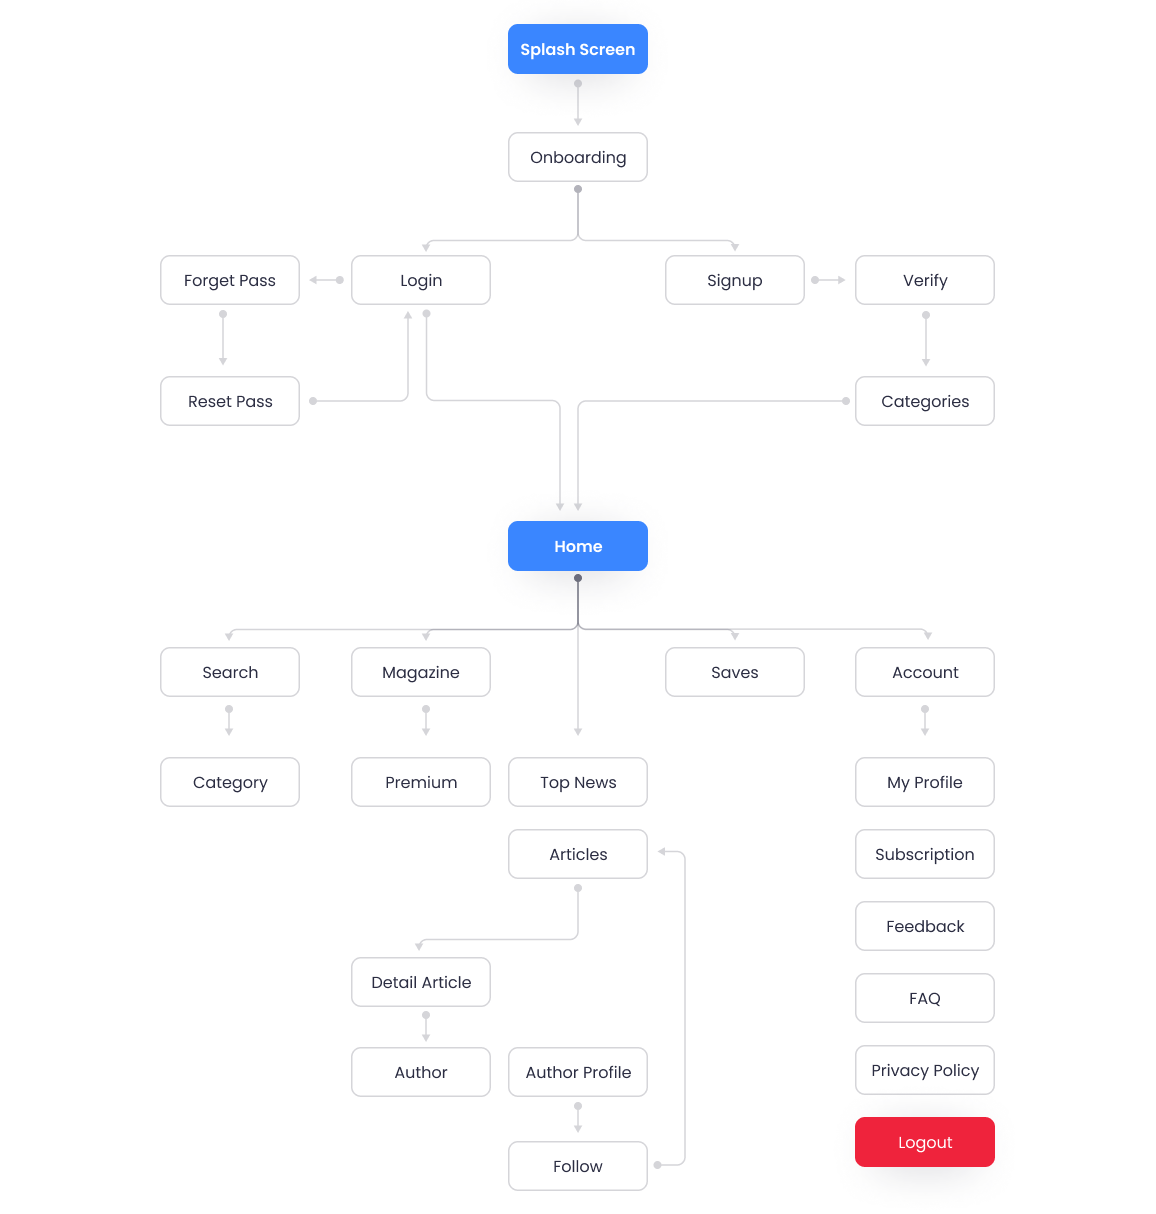 Splash Screen
Onboarding
Forget Pass
Login
Signup
Verify
Reset Pass
Categories
Home
Search
Magazine
Saves
Account
Category
Premium
Top News
My Profile
Articles
Subscription
Feedback
Detail Article
FAQ
Author
Author Profile
Privacy Policy
Logout
Follow